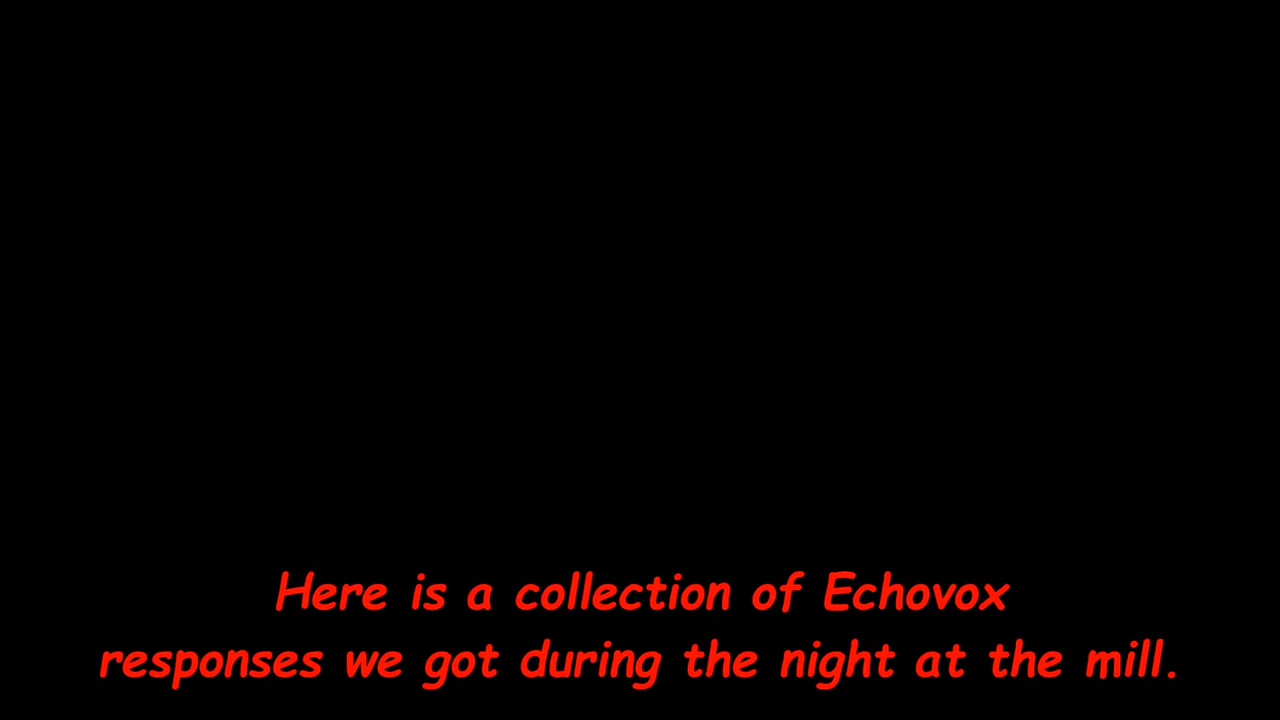 Here is a collection of Echovox
responses we got during the night at the mill.